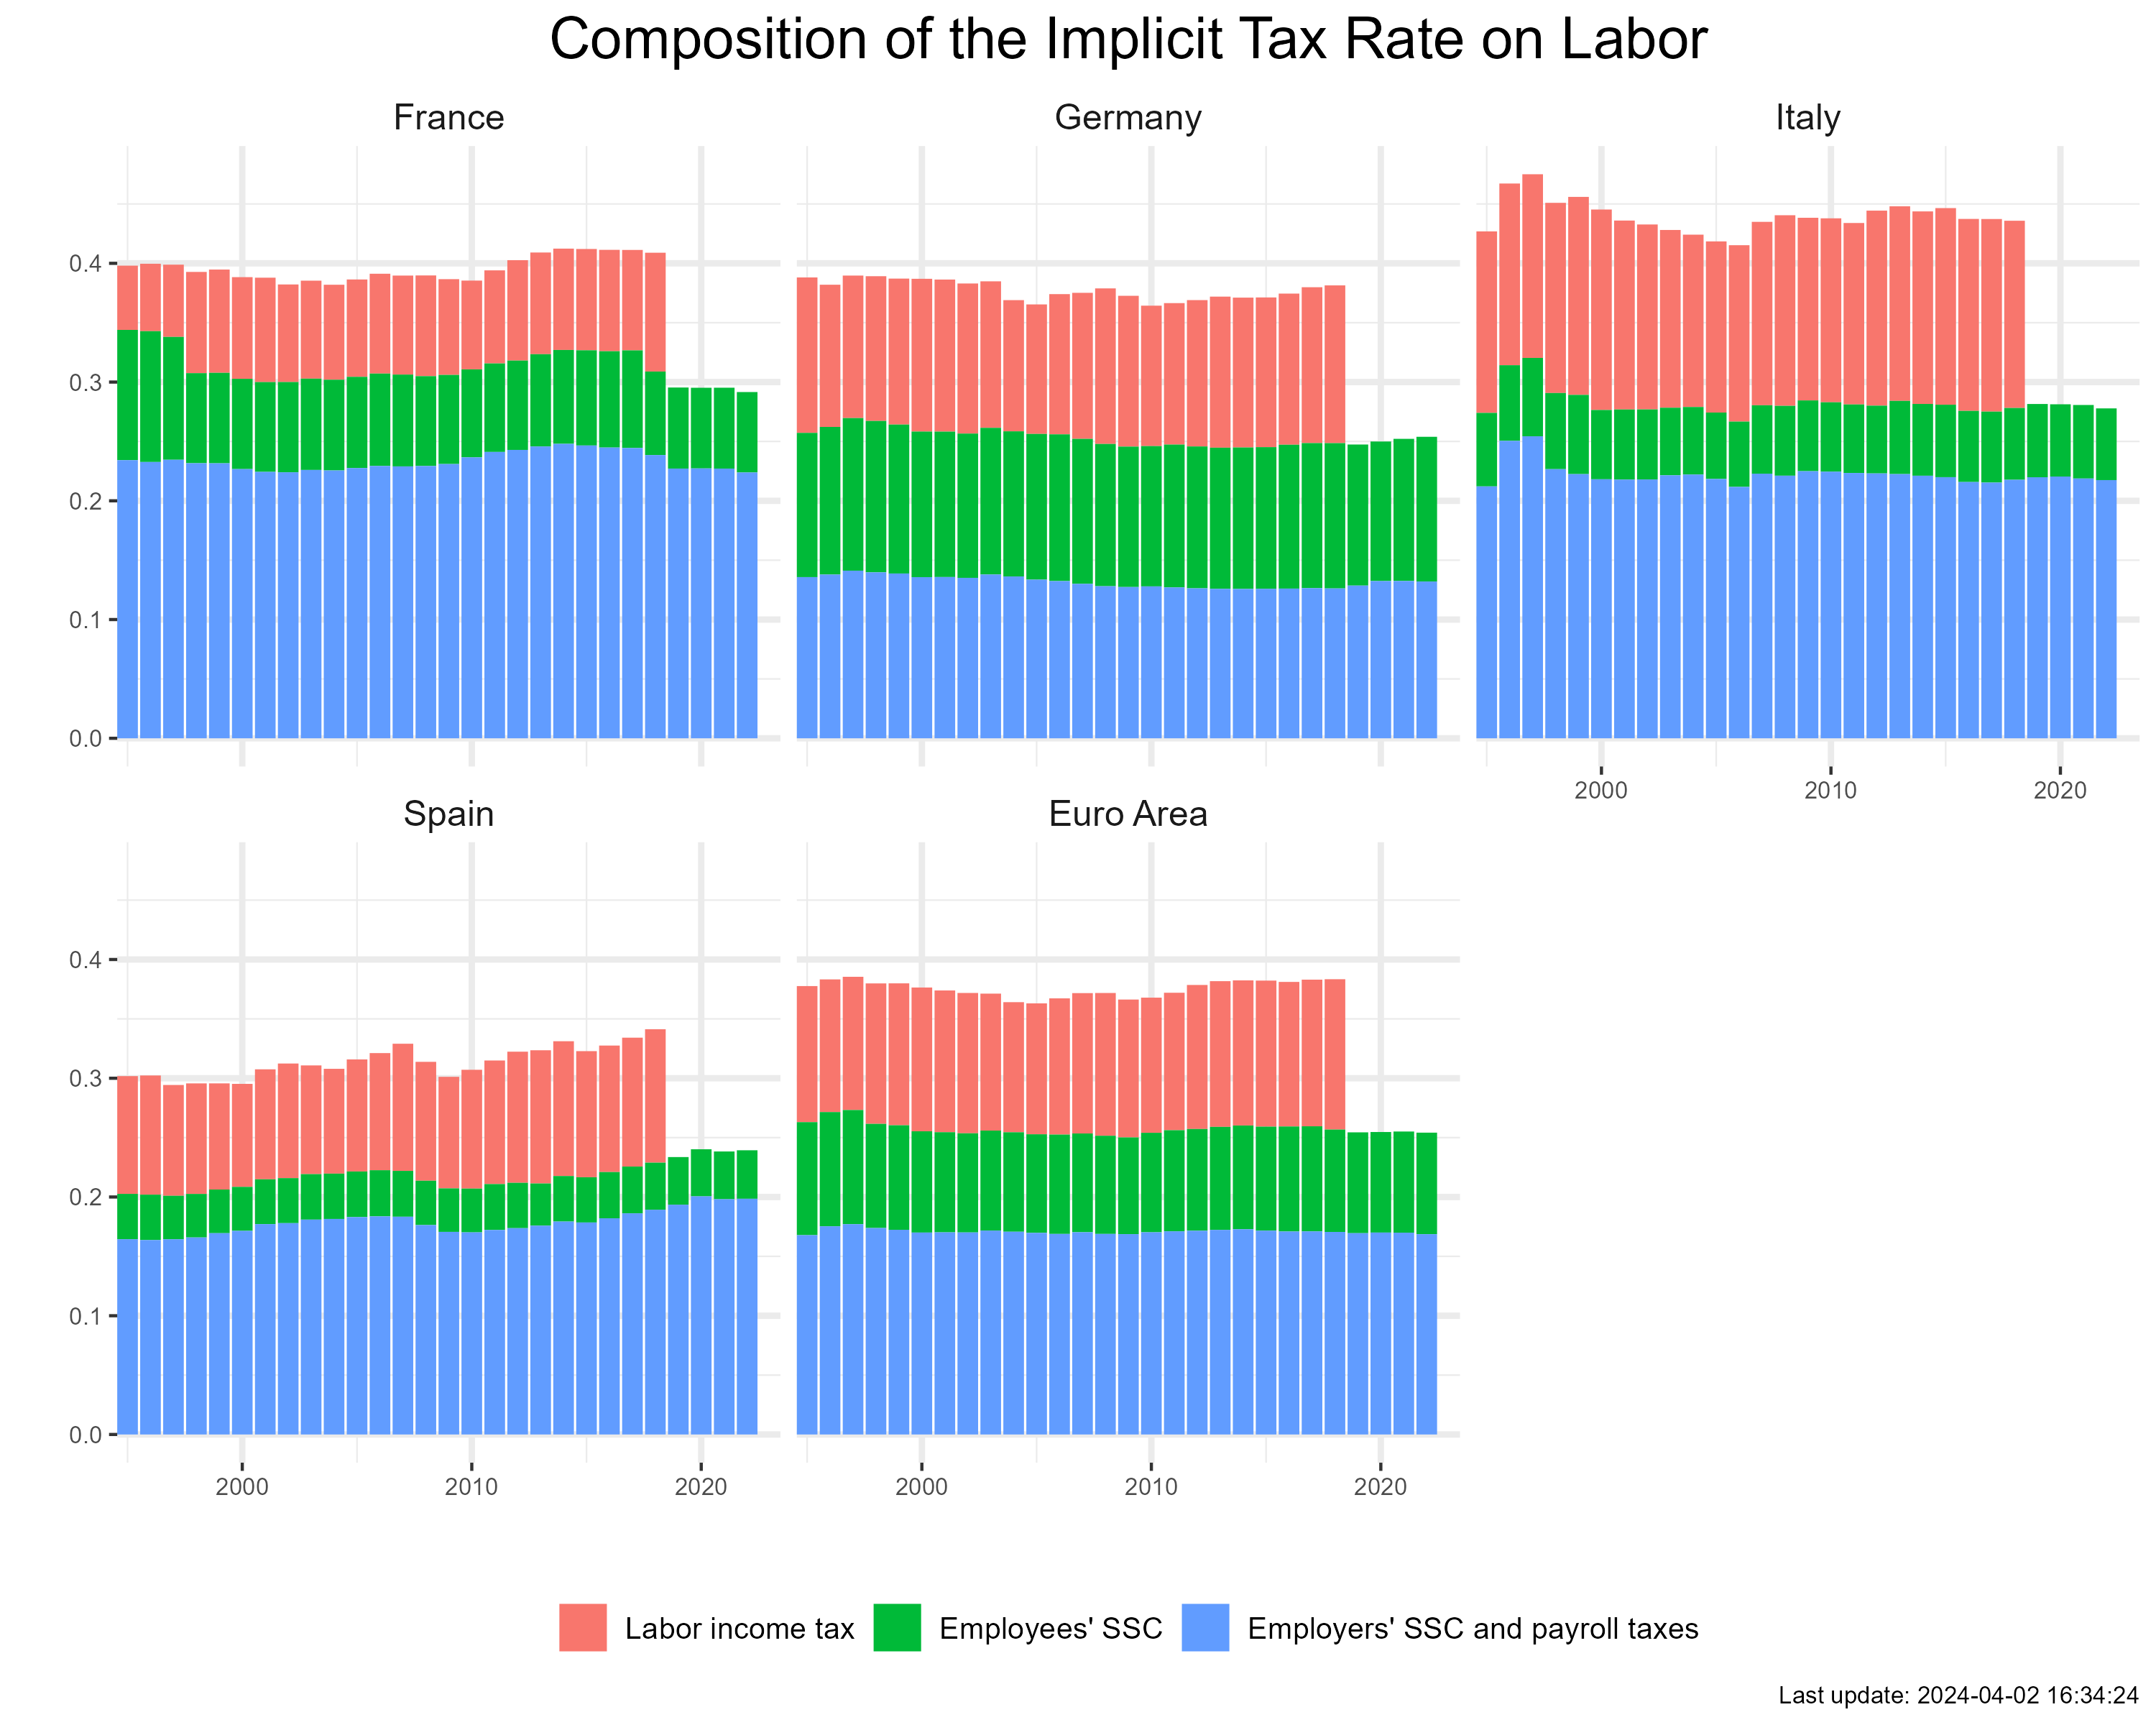 Composition of the Implicit Tax Rate on Labor
France
Germany
Italy
0.4
0.3
0.2
0.1
0.0
2000 2010 2020
Spain
Euro Area
0.4
0.3
0.2
0.1
0.0
2000 2010 2020
2000 2010 2020
Labor income tax
Employees' SSC
Employers' SSC and payroll taxes
Last update: 2024-04-02 16:34:24